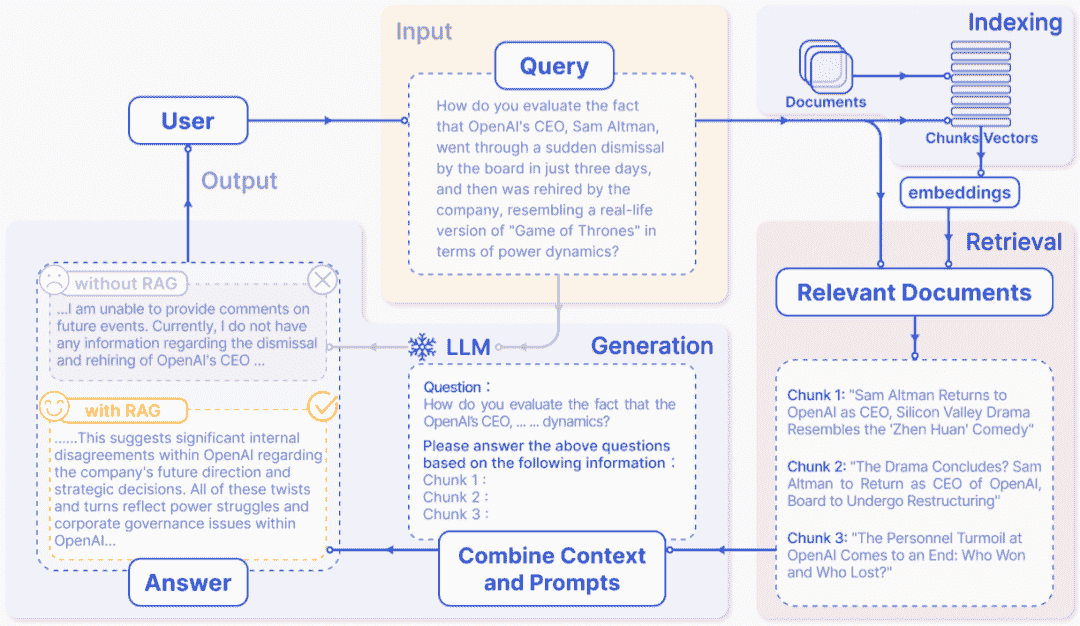 Input
Query
How do you evaluate the fact
that OpenAI's CEO, Sam Altman,
went through a sudden dismissal
by the board in just three days,
and then was rehired by the
company, resembling a real-life
version of "Game of Thrones" in
terms of power dynamics?
Indexing
Documents
Chunks Vectors
embeddings
User
Output
Retrieval
Relevant Documents
Chunk 1: "Sam Altman Returns to
OpenAI as CEO, Silicon Valley Drama
Resembles the 'Zhen Huan' Comedy"
Chunk 2: "The Drama Concludes? Sam
Altman to Return as CEO of OpenAI,
Board to Undergo Restructuring"
Chunk 3: "The Personnel Turmoil at
OpenAI Comes to an End: Who Won
and Who Lost?"
LLM
Generation
Question :
How do you evaluate the fact that the
OpenAI's CEO, ... ... dynamics?
Please answer the above questions
based on the following information :
Chunk 1 :
Chunk 2 :
Chunk 3 :
Combine Context
and Prompts
without RAG
...I am unable to provide comments on
future events. Currently, I do not have
any information regarding the dismissal
and rehiring of OpenAI's CEO ...
with RAG
......This suggests significant internal
disagreements within OpenAI regarding
the company's future direction and
strategic decisions. All of these twists
and turns reflect power struggles and
corporate governance issues within
OpenAI...
Answer